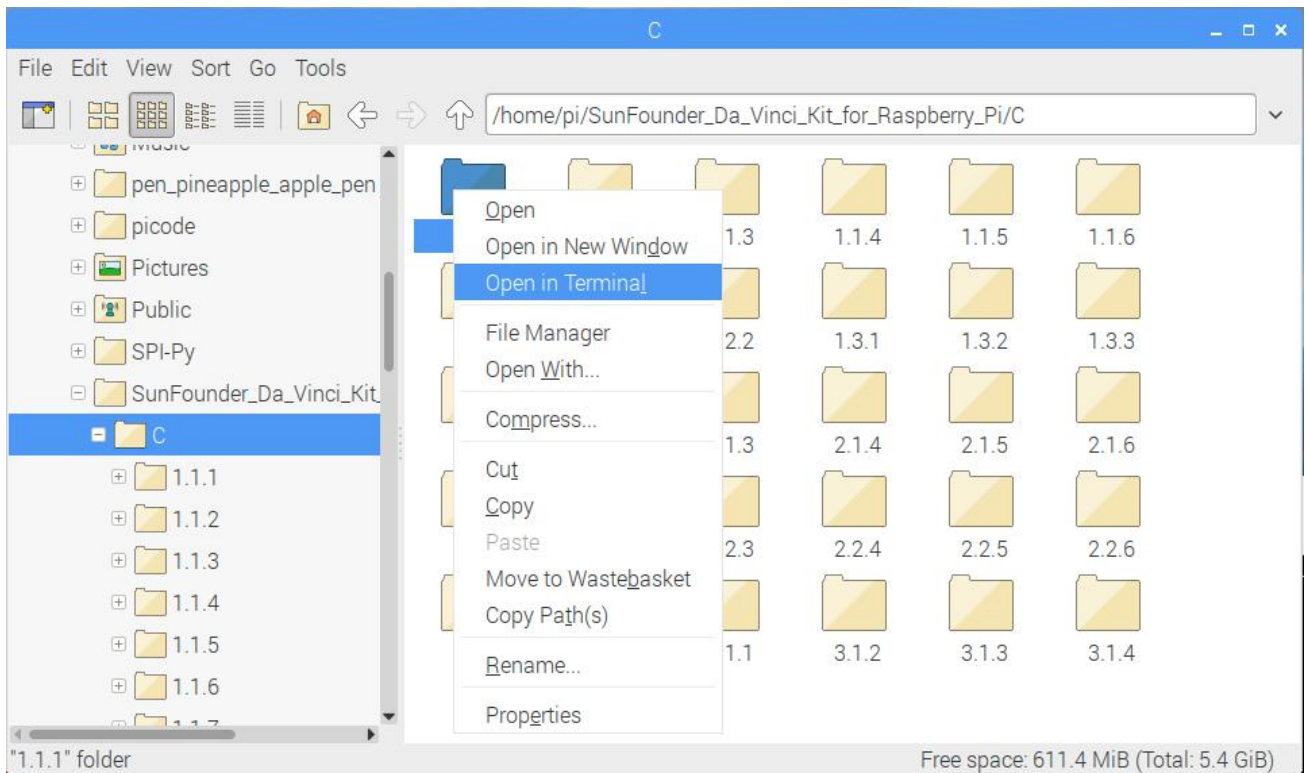 C
File Edit View Sort Go Tools
/home/pi/SunFounder_Da_Vinci_Kit_for_Raspberry_Pi/C
pen_pineapple_apple_pen
picode
Pictures
Public
SPI-Py
SunFounder_Da_Vinci_Kit_
C
1.1.1
1.1.2
1.1.3
1.1.4
1.1.5
1.1.6
Open
Open in New Window
Open in Terminal
File Manager
Open With...
Compress...
Cut
Copy
Paste
Move to Wastebasket
Copy Path(s)
Rename...
Properties
1.3 1.1.4 1.1.5 1.1.6
2.2 1.3.1 1.3.2 1.3.3
1.3 2.1.4 2.1.5 2.1.6
2.3 2.2.4 2.2.5 2.2.6
1.1 3.1.2 3.1.3 3.1.4
"1.1.1" folder
Free space: 611.4 MiB (Total: 5.4 GiB)